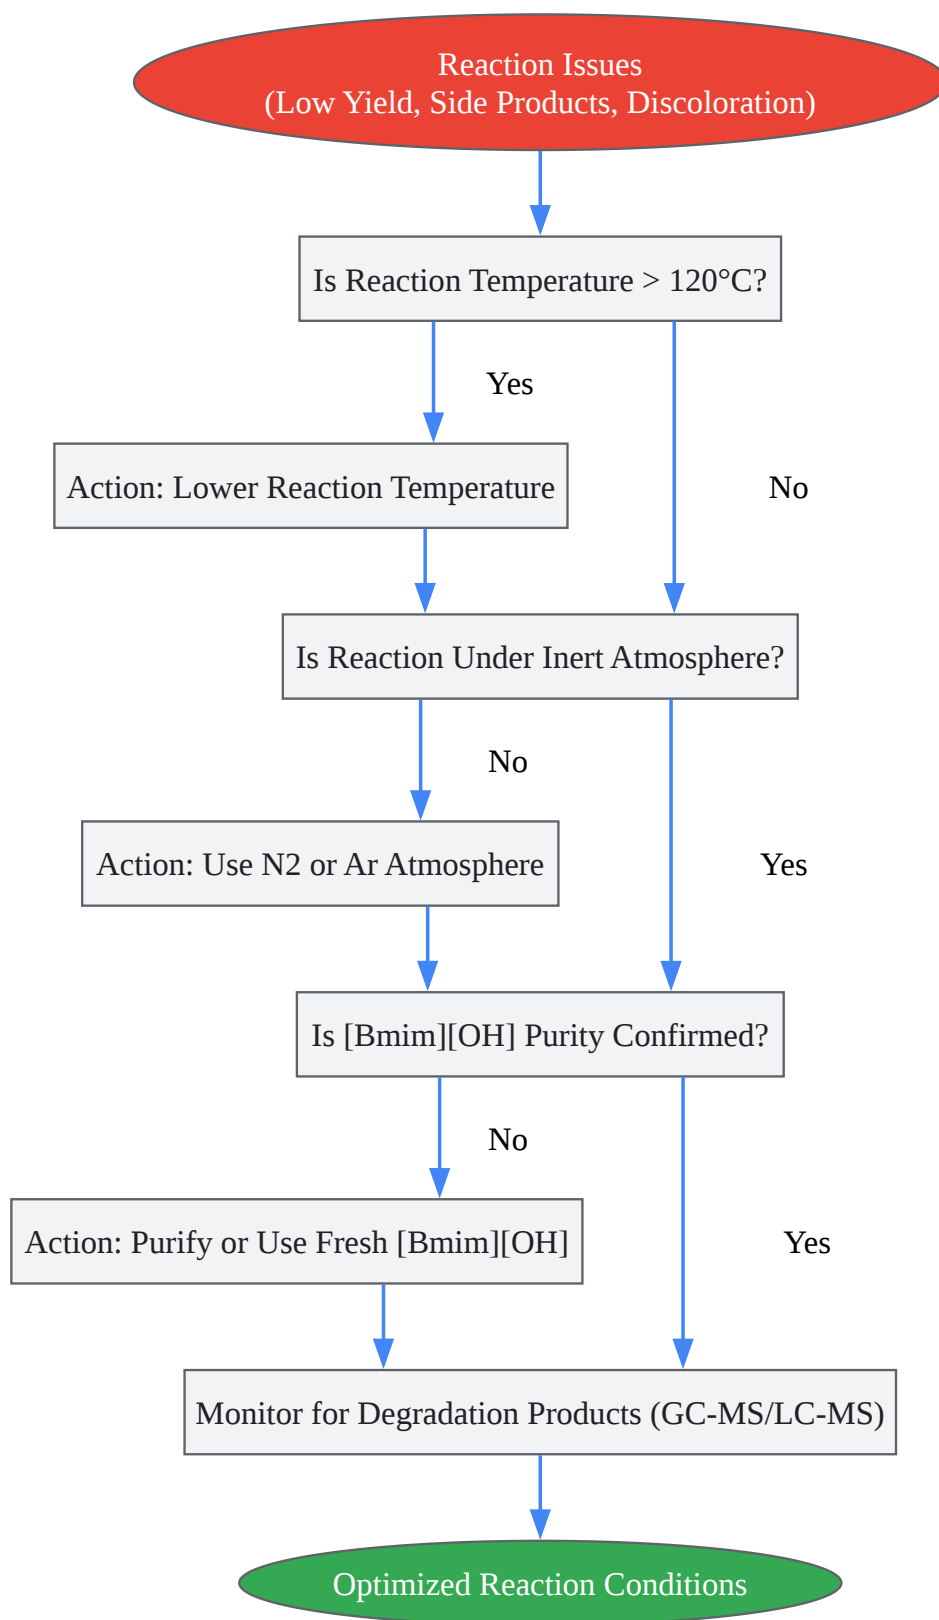 Reaction Issues
(Low Yield, Side Products, Discoloration)
Is Reaction Temperature > 120°C?
Yes
Action: Lower Reaction Temperature
No
Is Reaction Under Inert Atmosphere?
No
Action: Use N2 or Ar Atmosphere
Yes
Is [Bmim][OH] Purity Confirmed?
No
Action: Purify or Use Fresh [Bmim][OH]
Yes
Monitor for Degradation Products (GC-MS/LC-MS)
Optimized Reaction Conditions